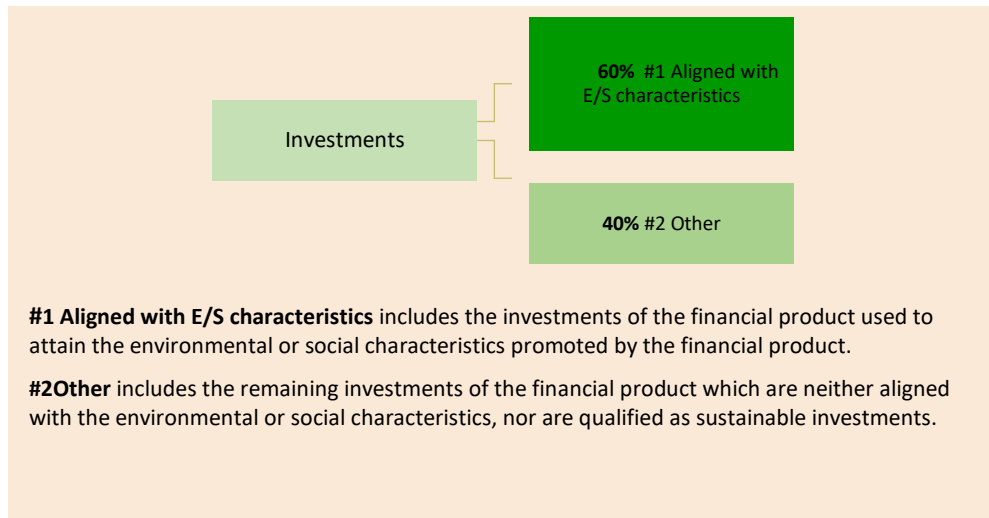 60% #1 Aligned with
E/S characteristics
Investments
40% #2 Other
#1 Aligned with E/S characteristics includes the investments of the financial product used to
attain the environmental or social characteristics promoted by the financial product.
#2Other includes the remaining investments of the financial product which are neither aligned
with the environmental or social characteristics, nor are qualified as sustainable investments.